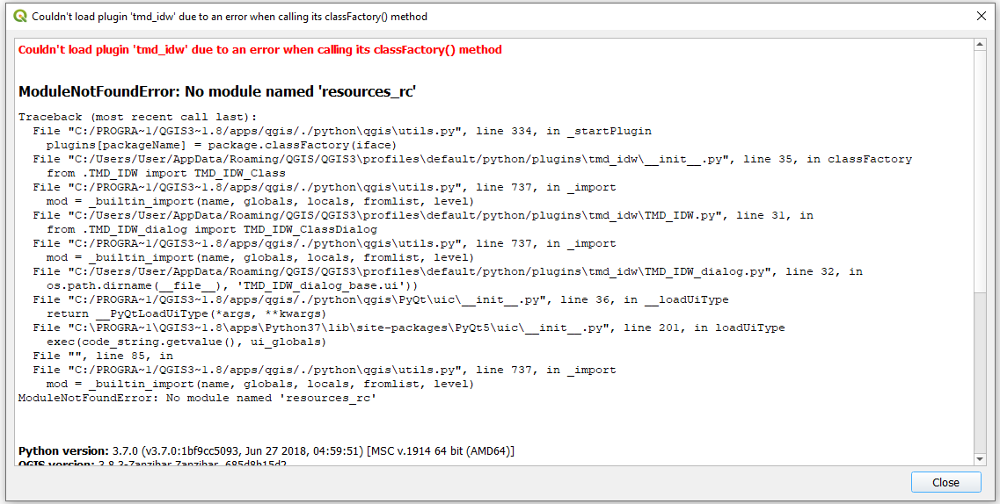 Couldn't load plugin 'tmd_idw' due to an error when calling its classFactory() method
Couldn't load plugin 'tmd_idw' due to an error when calling its classFactory() method
ModuleNotFoundError: No module named 'resources_rc'
Traceback (most recent call last):
File "C:/PROGRA~1/QGIS3~1.8/apps/qgis/./python\qgis\utils.py", line 334, in _startPlugin
plugins[packageName] = package.classFactory(iface)
File "C:/Users/User/AppData/Roaming/QGIS/QGIS3\profiles\default/python/plugins\tmd_idw\__init__.py", line 35, in classFactory
from .TMD_IDW import TMD_IDW_Class
File "C:/PROGRA~1/QGIS3~1.8/apps/qgis/./python\qgis\utils.py", line 737, in _import
mod = _builtin_import(name, globals, locals, fromlist, level)
File "C:/Users/User/AppData/Roaming/QGIS/QGIS3\profiles\default/python/plugins\tmd_idw\TMD_IDW.py", line 31, in
from .TMD_IDW_dialog import TMD_IDW_ClassDialog
File "C:/PROGRA~1/QGIS3~1.8/apps/qgis/./python\qgis\utils.py", line 737, in _import
mod = _builtin_import(name, globals, locals, fromlist, level)
File "C:/Users/User/AppData/Roaming/QGIS/QGIS3\profiles\default/python/plugins\tmd_idw\TMD_IDW_dialog.py", line 32, in
os.path.dirname(__file__), 'TMD_IDW_dialog_base.ui'))
File "C:/PROGRA~1/QGIS3~1.8/apps/qgis/./python\qgis\PyQt\uic\__init__.py", line 36, in __loadUiType
return __PyQtLoadUiType(*args, **kwargs)
File "C:\PROGRA~1\QGIS3~1.8\apps\Python37\lib\site-packages\PyQt5\uic\__init__.py", line 201, in loadUiType
exec(code_string.getvalue(), ui_globals)
File "", line 85, in
File "C:/PROGRA~1/QGIS3~1.8/apps/qgis/./python\qgis\utils.py", line 737, in _import
mod = _builtin_import(name, globals, locals, fromlist, level)
ModuleNotFoundError: No module named 'resources_rc'
Python version: 3.7.0 (v3.7.0:1bf9cc5093, Jun 27 2018, 04:59:51) [MSC v.1914 64 bit (AMD64)]
QGIS version: 3.8.3-Zanzibar Zanzibar, 685d8b15d2
Close